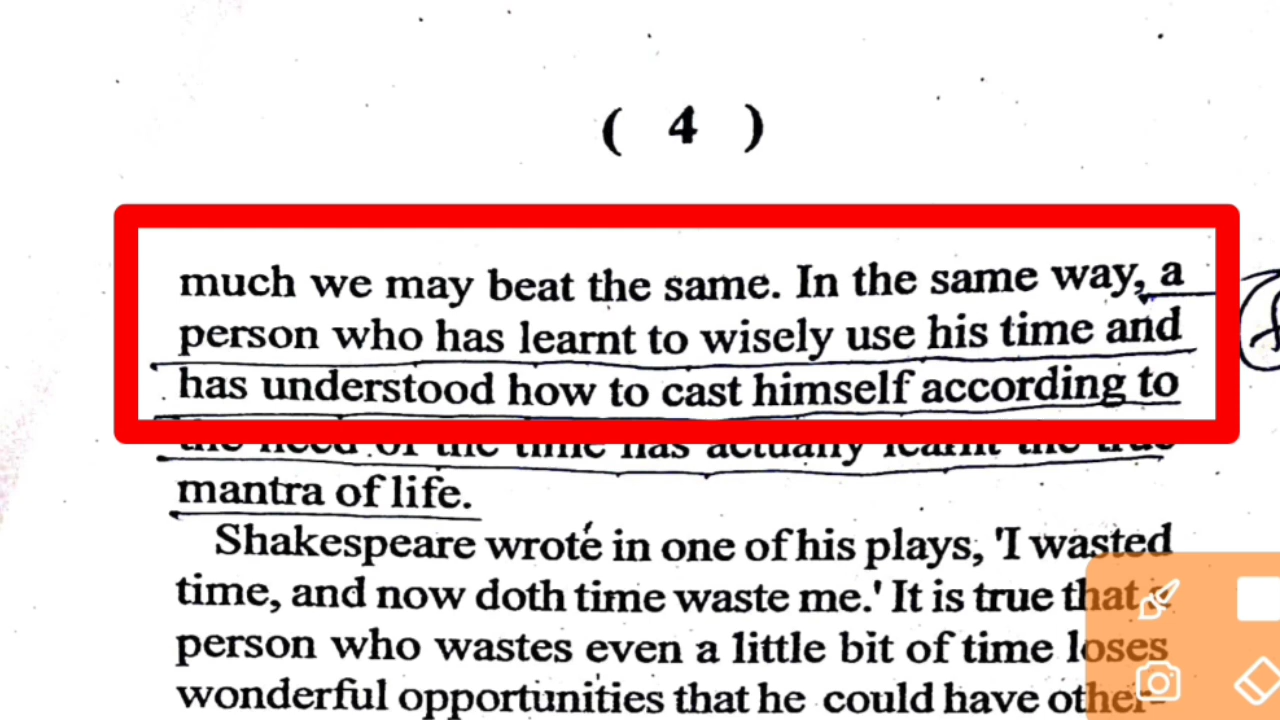 ( 4 )
much we may beat the same. In the same way, a
person who has learnt to wisely use his time and
has understood how to cast himself according to
the need of the time has actually learnt the true
mantra of life.
Shakespeare wrote in one of his plays, 'I wasted
time, and now doth time waste me.' It is true that a
person who wastes even a little bit of time loses
wonderful opportunities that he could have other-